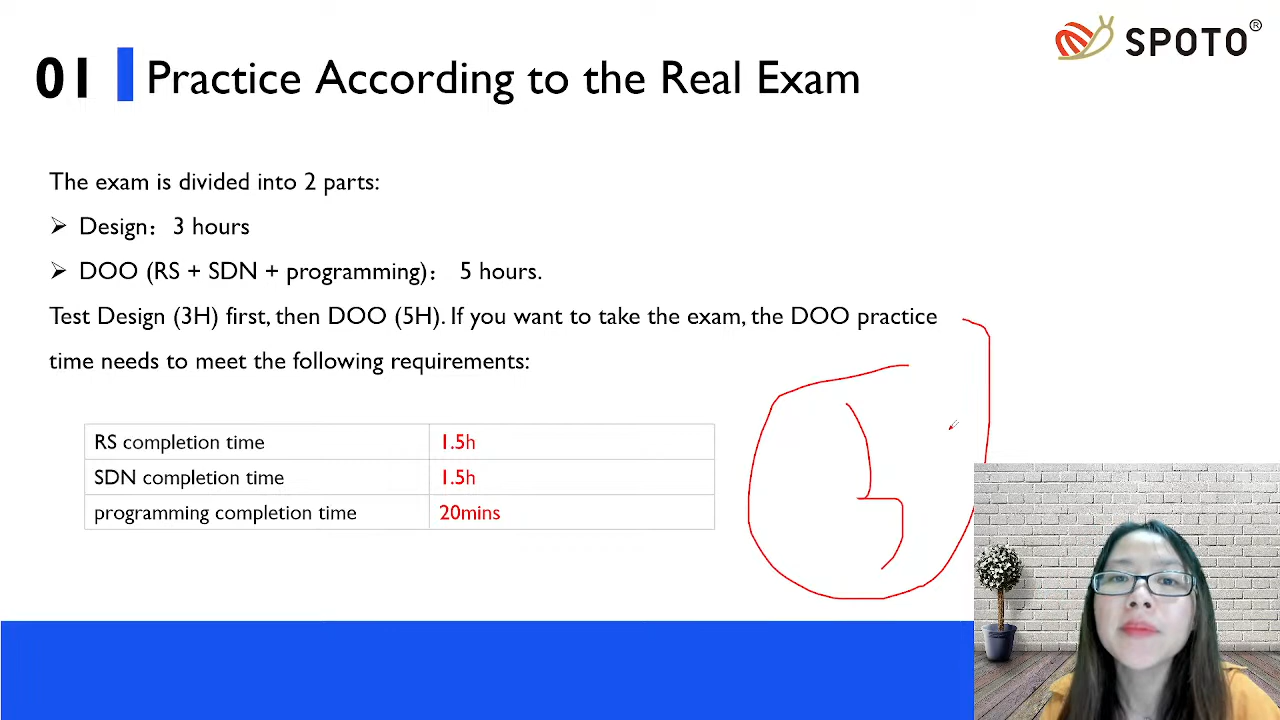 SPOTO®
01 Practice According to the Real Exam
The exam is divided into 2 parts:
➢ Design： 3 hours
➢ DOO (RS + SDN + programming)： 5 hours.
Test Design (3H) first, then DOO (5H). If you want to take the exam, the DOO practice
time needs to meet the following requirements:
RS completion time 1.5h
SDN completion time 1.5h
programming completion time 20mins